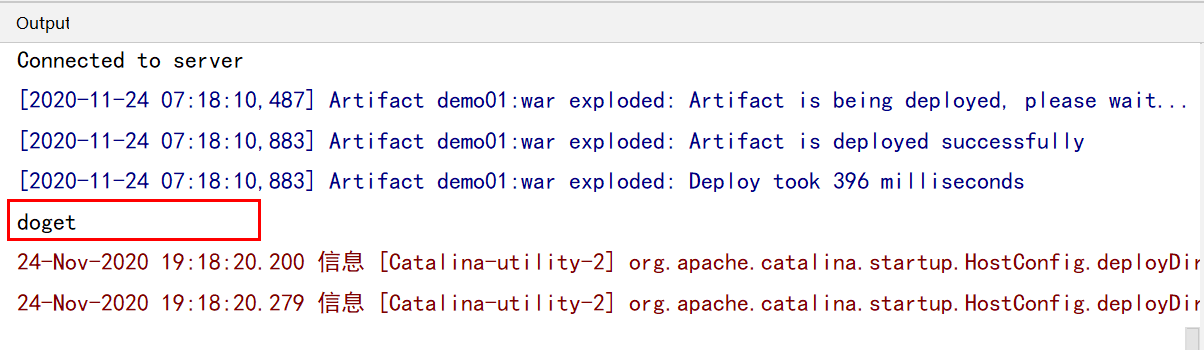 Output
Connected to server
[2020-11-24 07:18:10,487] Artifact demo01:war exploded: Artifact is being deployed, please wait...
[2020-11-24 07:18:10,883] Artifact demo01:war exploded: Artifact is deployed successfully
[2020-11-24 07:18:10,883] Artifact demo01:war exploded: Deploy took 396 milliseconds
doget
24-Nov-2020 19:18:20.200 信息 [Catalina-utility-2] org.apache.catalina.startup.HostConfig.deployDir
24-Nov-2020 19:18:20.279 信息 [Catalina-utility-2] org.apache.catalina.startup.HostConfig.deployDir